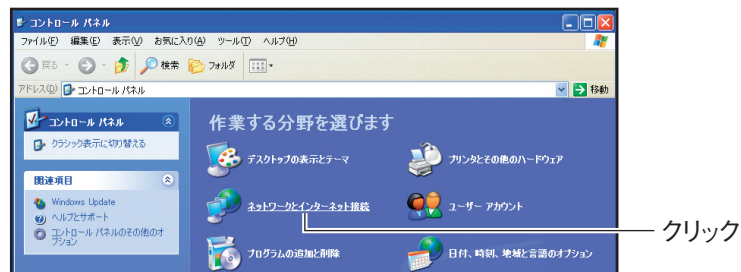 コントロール パネル
ファイル(F) 編集(E) 表示(V) お気に入り(A) ツール(T) ヘルプ(H)
戻る 検索 フォルダ
アドレス(D) コントロール パネル 移動
コントロール パネル
クラシック表示に切り替える
関連項目
Windows Update
ヘルプとサポート
コントロール パネルのその他のオプション
作業する分野を選びます
デスクトップの表示とテーマ
プリンタとその他のハードウェア
ネットワークとインターネット接続
ユーザー アカウント
プログラムの追加と削除
日付、時刻、地域と言語のオプション
クリック